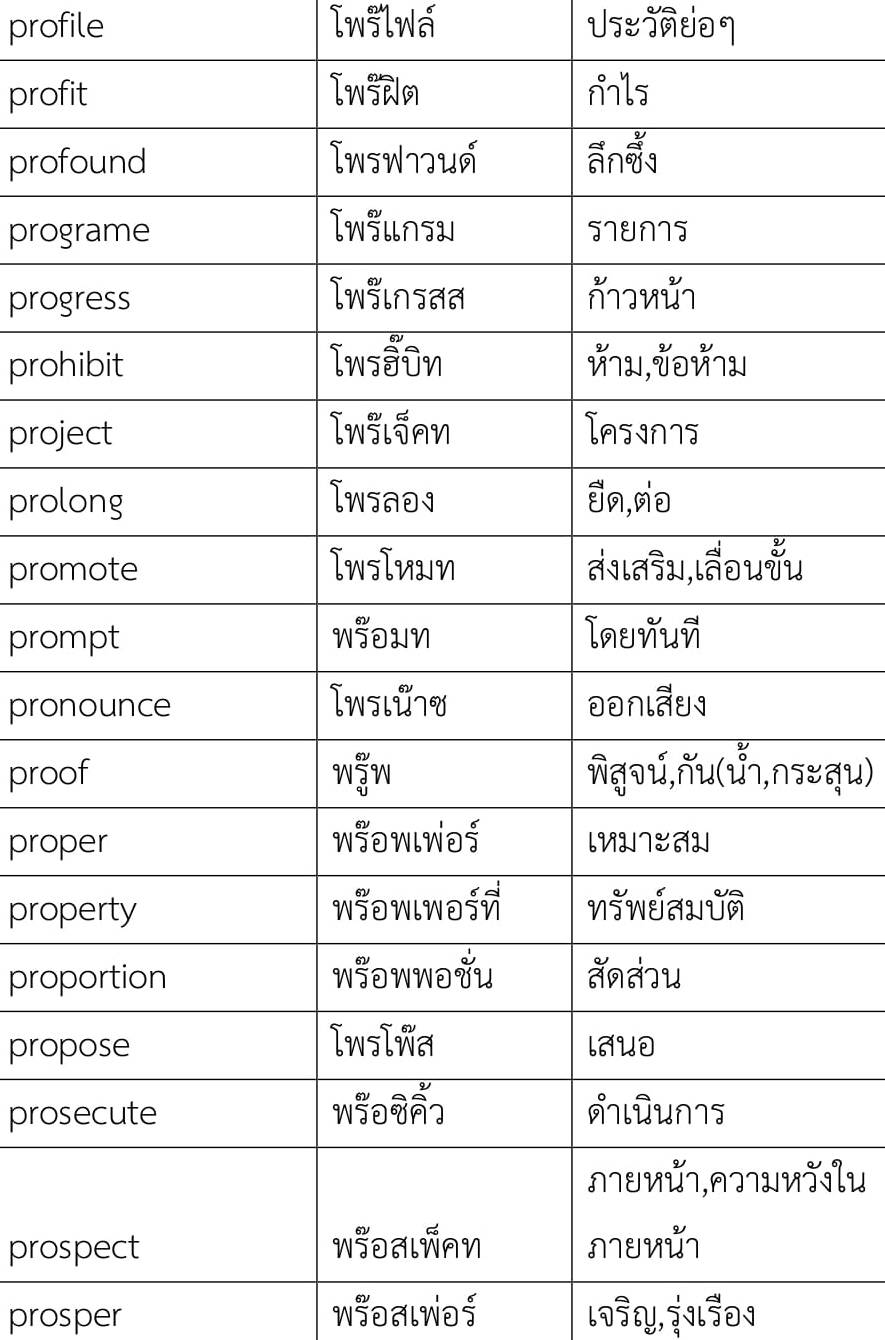 profile โพร๊ไฟล์ ประวัติย่อๆ
profit โพร๊ฝิต กำไร
profound โพรฟาวนด์ ลึกซึ้ง
programe โพร๊แกรม รายการ
progress โพร๊เกรสส ก้าวหน้า
prohibit โพรฮิ๊บิท ห้าม,ข้อห้าม
project โพร๊เจ็คท โครงการ
prolong โพรลอง ยืด,ต่อ
promote โพรโหมท ส่งเสริม,เลื่อนขั้น
prompt พร๊อมท โดยทันที
pronounce โพรเน๊าซ ออกเสียง
proof พรู๊พ พิสูจน์,กัน(น้ำ,กระสุน)
proper พร๊อพเพ่อร์ เหมาะสม
property พร๊อพเพอร์ที่ ทรัพย์สมบัติ
proportion พร๊อพพอชั่น สัดส่วน
propose โพรโพ๊ส เสนอ
prosecute พร๊อซิคิ้ว ดำเนินการ
ภายหน้า,ความหวังใน
prospect พร๊อสเพ็คท ภายหน้า
prosper พร๊อสเพ่อร์ เจริญ,รุ่งเรือง